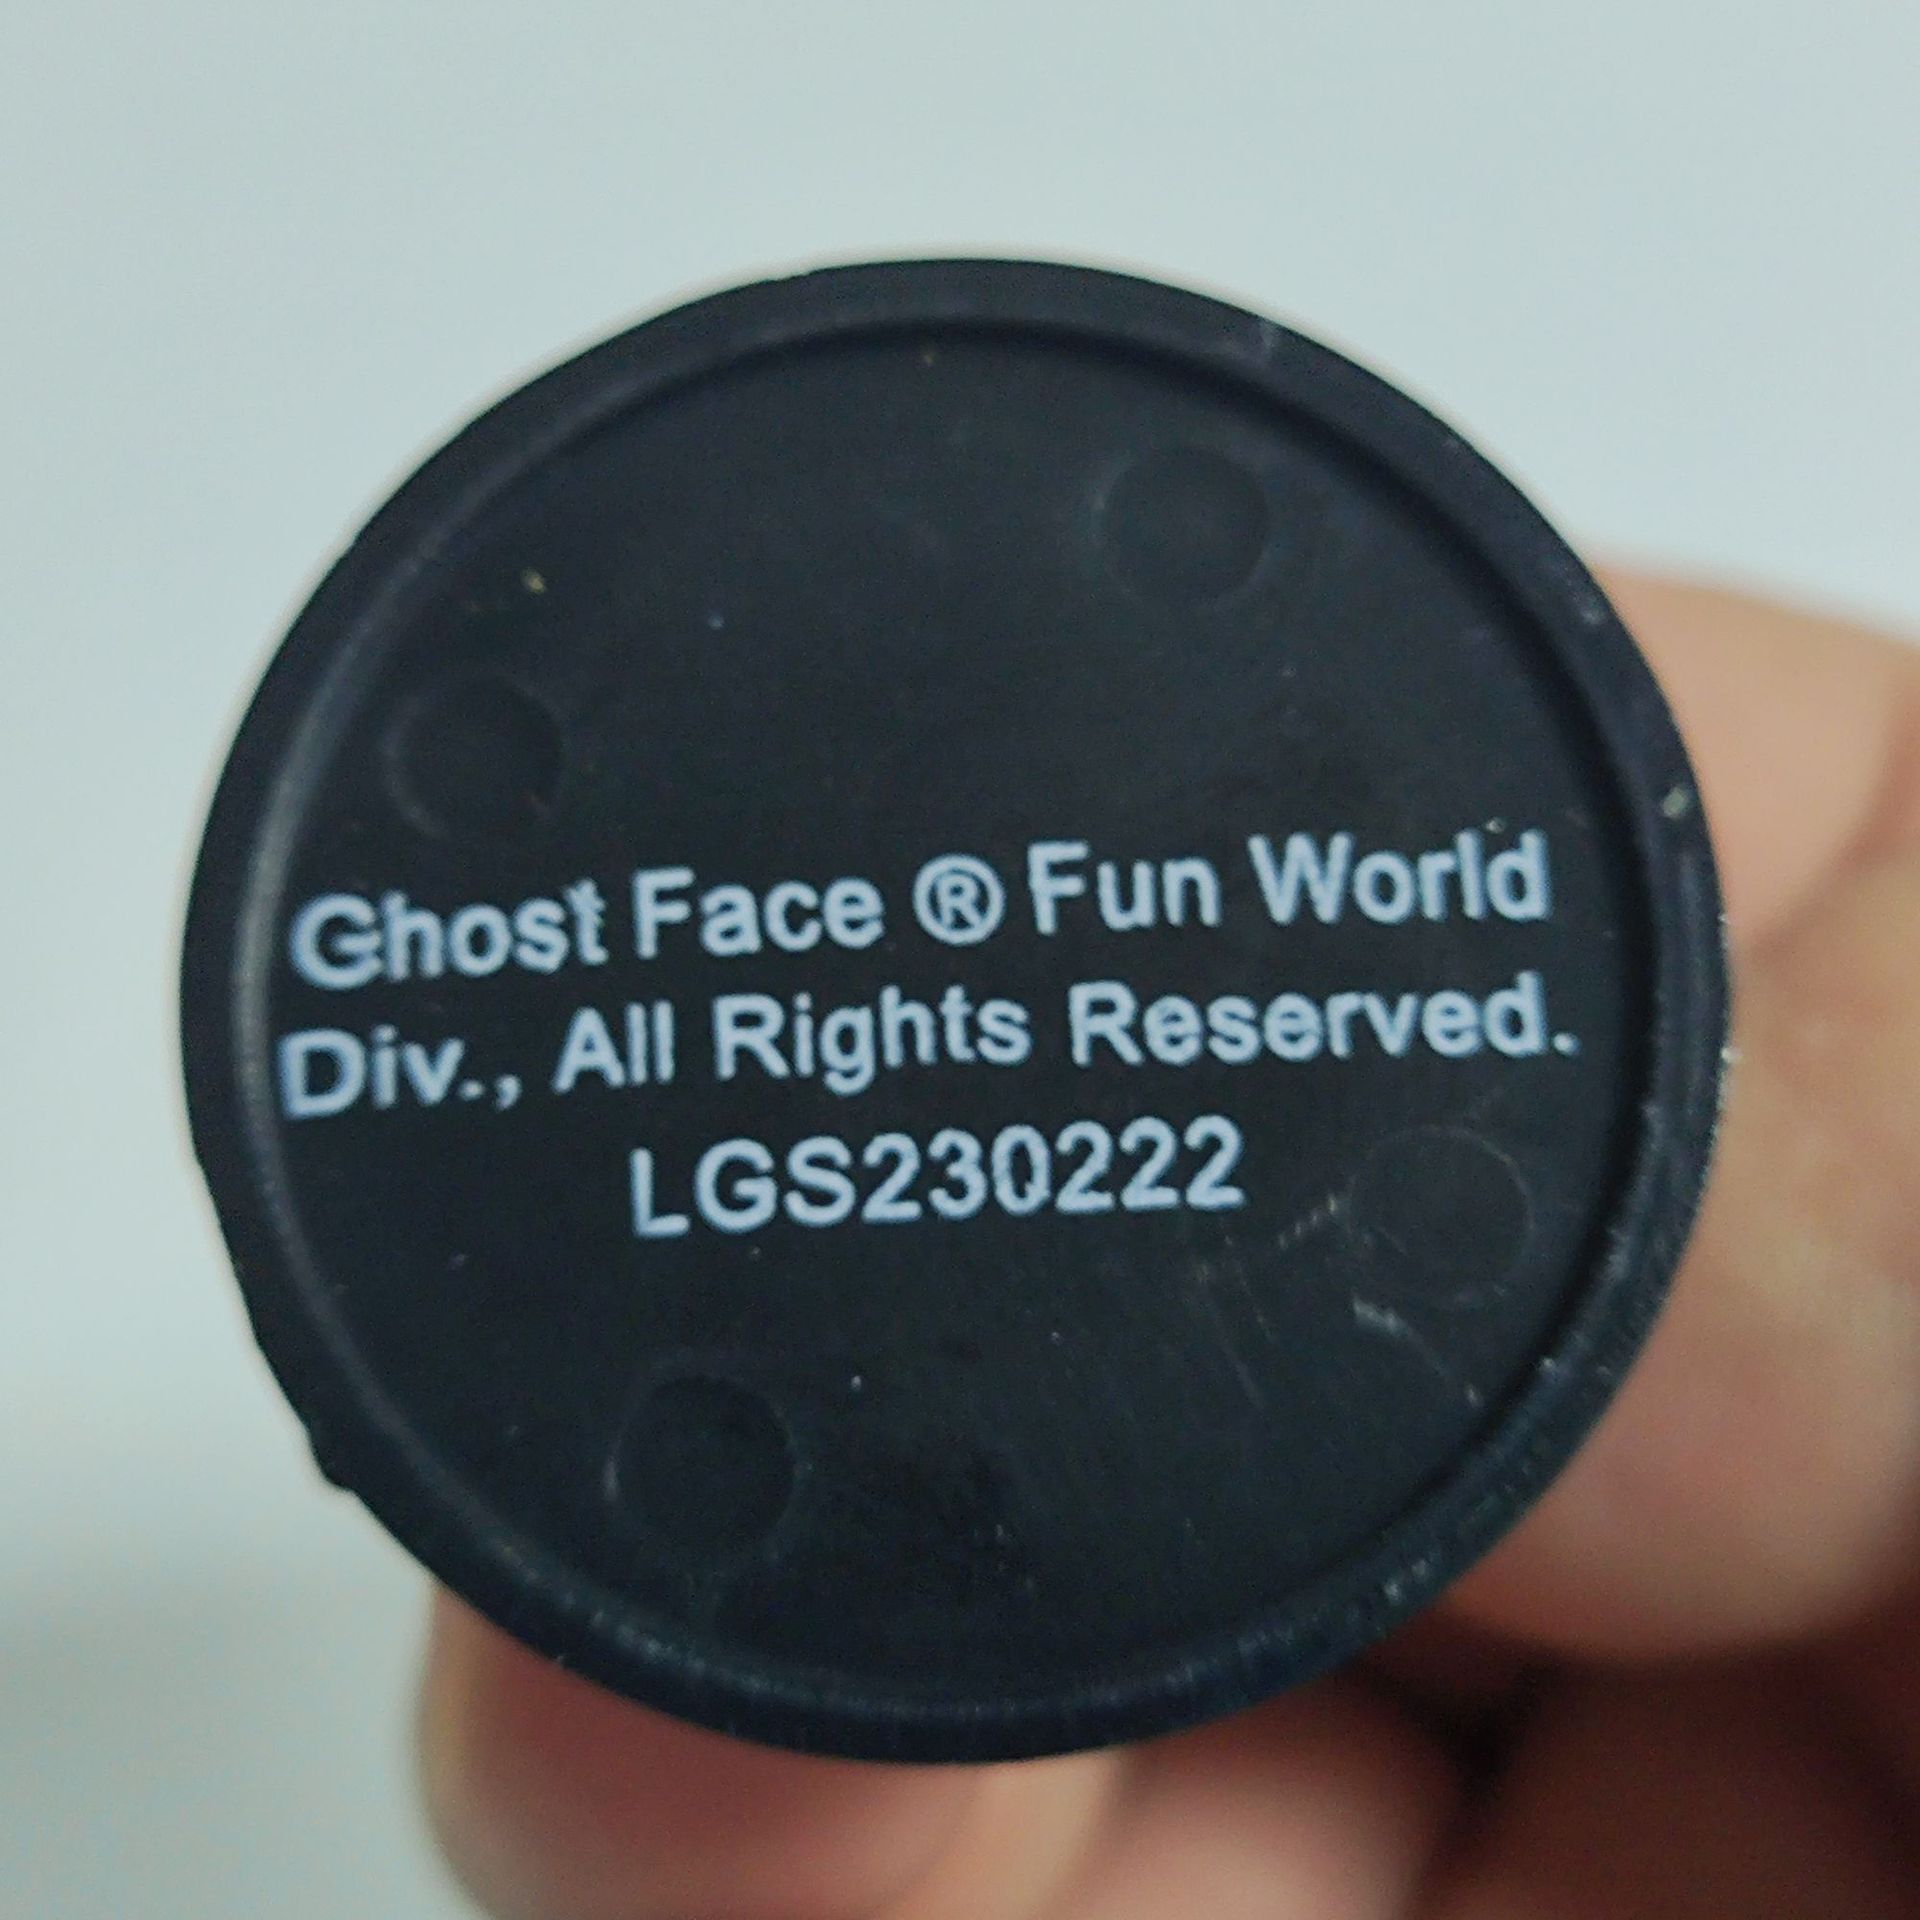 Ghost Face ® Fun World
Div., All Rights Reserved.
LGS230222